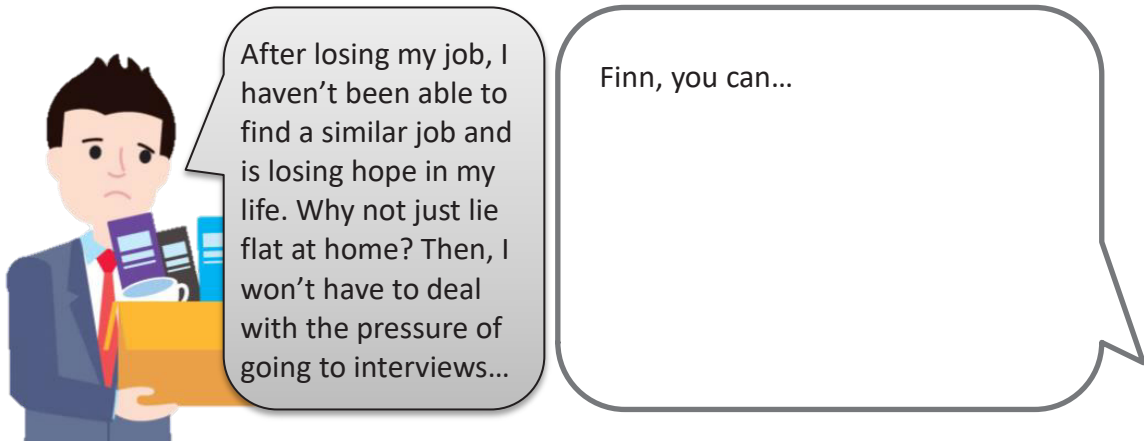 After losing my job, I
haven’t been able to
find a similar job and
is losing hope in my
life. Why not just lie
flat at home? Then, I
won’t have to deal
with the pressure of
going to interviews…
Finn, you can…